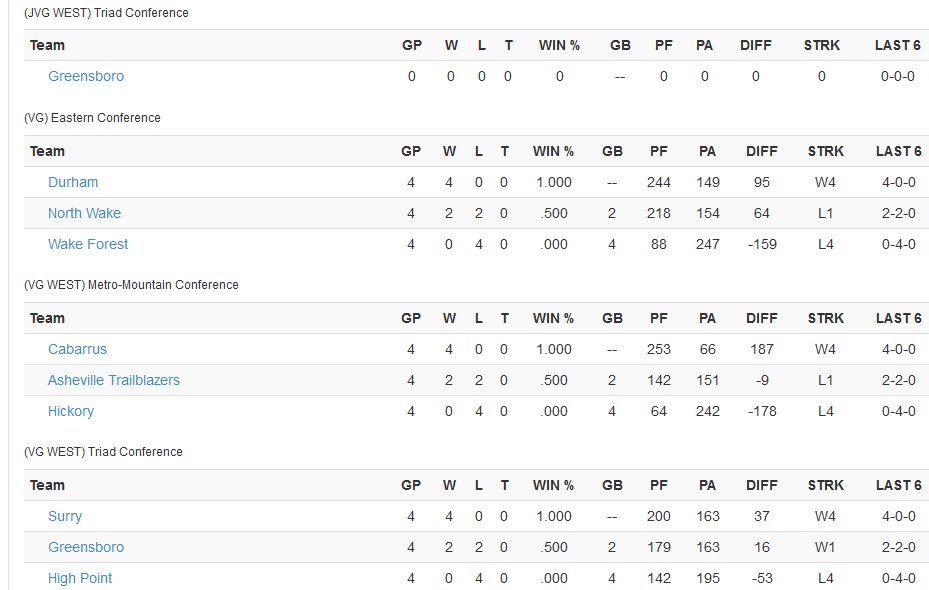 (JVG WEST) Triad Conference
Team GP W L T WIN % GB PF PA DIFF STRK LAST 6
Greensboro 0 0 0 0 0 -- 0 0 0 0 0-0-0
(VG) Eastern Conference
Team GP W L T WIN % GB PF PA DIFF STRK LAST 6
Durham 4 4 0 0 1.000 -- 244 149 95 W4 4-0-0
North Wake 4 2 2 0 .500 2 218 154 64 L1 2-2-0
Wake Forest 4 0 4 0 .000 4 88 247 -159 L4 0-4-0
(VG WEST) Metro-Mountain Conference
Team GP W L T WIN % GB PF PA DIFF STRK LAST 6
Cabarrus 4 4 0 0 1.000 -- 253 66 187 W4 4-0-0
Asheville Trailblazers 4 2 2 0 .500 2 142 151 -9 L1 2-2-0
Hickory 4 0 4 0 .000 4 64 242 -178 L4 0-4-0
(VG WEST) Triad Conference
Team GP W L T WIN % GB PF PA DIFF STRK LAST 6
Surry 4 4 0 0 1.000 -- 200 163 37 W4 4-0-0
Greensboro 4 2 2 0 .500 2 179 163 16 W1 2-2-0
High Point 4 0 4 0 .000 4 142 195 -53 L4 0-4-0